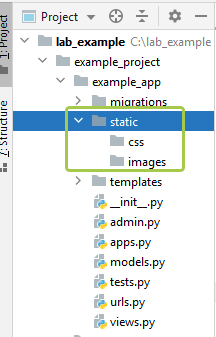 Project
lab_example C:\lab_example
example_project
example_app
migrations
static
css
images
templates
__init__.py
admin.py
apps.py
models.py
tests.py
urls.py
views.py
1: Project
7: Structure